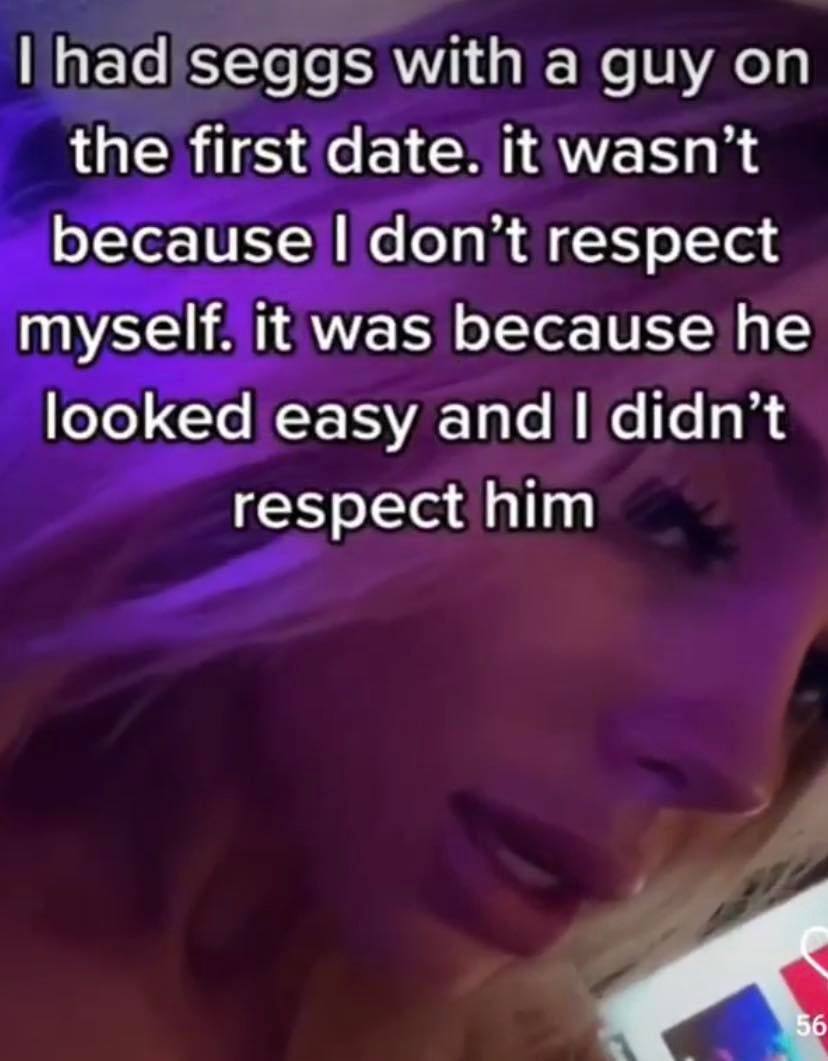 I had seggs with a guy on
the first date. it wasn't
because I don't respect
myself. it was because he
looked easy and I didn't
respect him
56